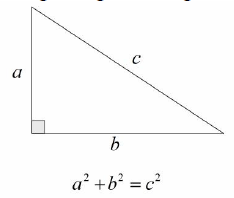 a
c
b
a² + b² = c²